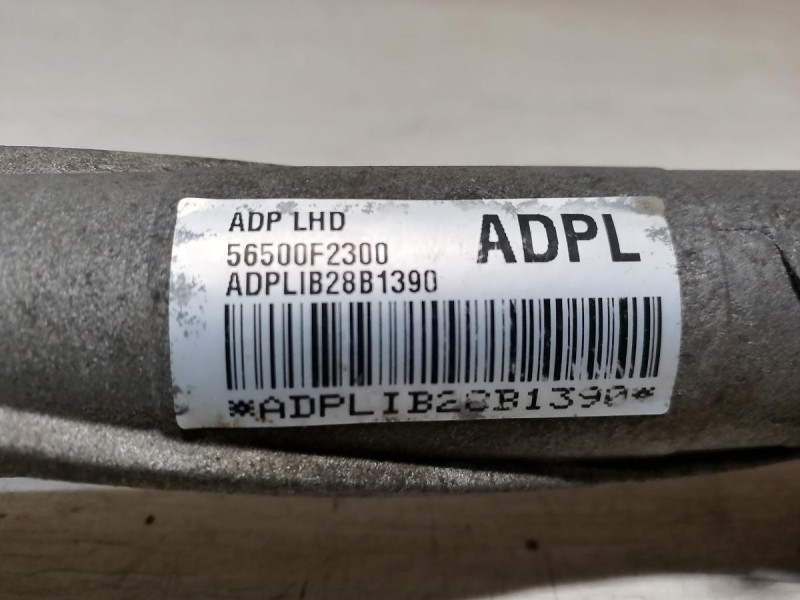 ADP LHD
ADPL
56500F2300
ADPLIB28B1390
*ADPLIB28B1390*